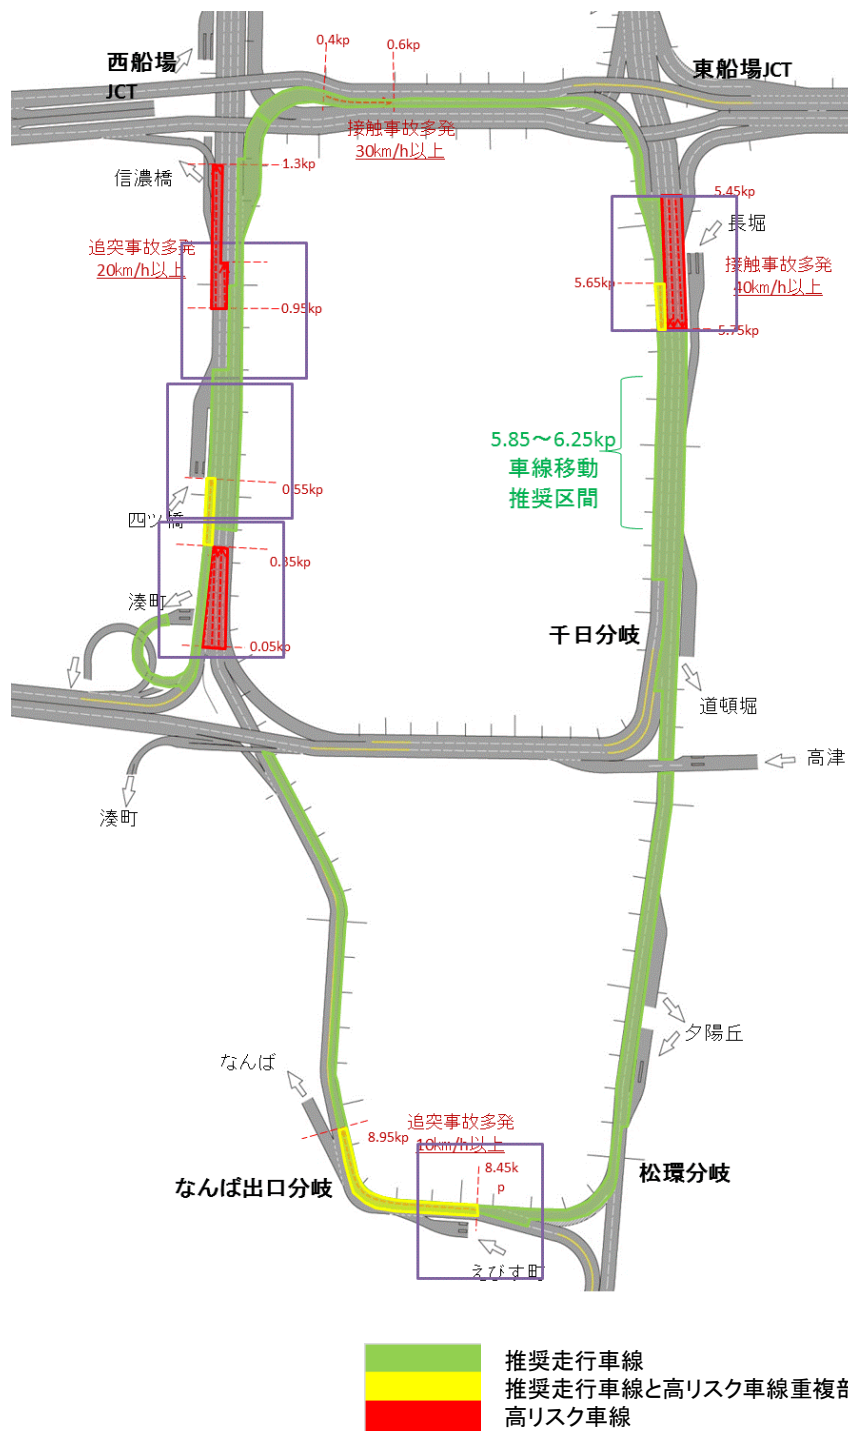 0.4kp
0.6kp
西船場
JCT
東船場JCT
接触事故多発
30km/h以上
1.3kp
信濃橋
5.45kp
長堀
追突事故多発
20km/h以上
接触事故多発
40km/h以上
5.65kp
0.95kp
5.75kp
5.85～6.25kp
車線移動
推奨区間
0.55kp
四ツ橋
0.35kp
湊町
千日分岐
0.05kp
道頓堀
高津
湊町
夕陽丘
なんば
追突事故多発
10km/h以上
8.95kp
8.45k
p
松環分岐
なんば出口分岐
えびす町
推奨走行車線
推奨走行車線と高リスク車線重複部
高リスク車線